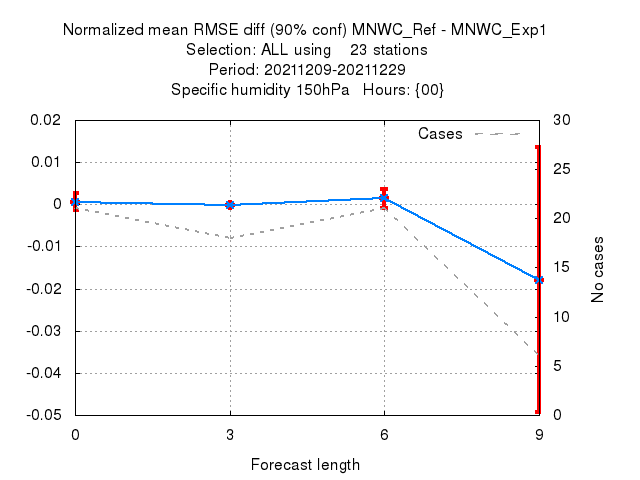 Normalized mean RMSE diff (90% conf) MNWC_Ref - MNWC_Exp1
Selection: ALL using    23 stations
Period: 20211209-20211229
Specific humidity 150hPa   Hours: {00}
Cases
0.02
0.01
0
-0.01
-0.02
-0.03
-0.04
-0.05
30
25
20
15
10
5
0
No cases
0 3 6 9
Forecast length